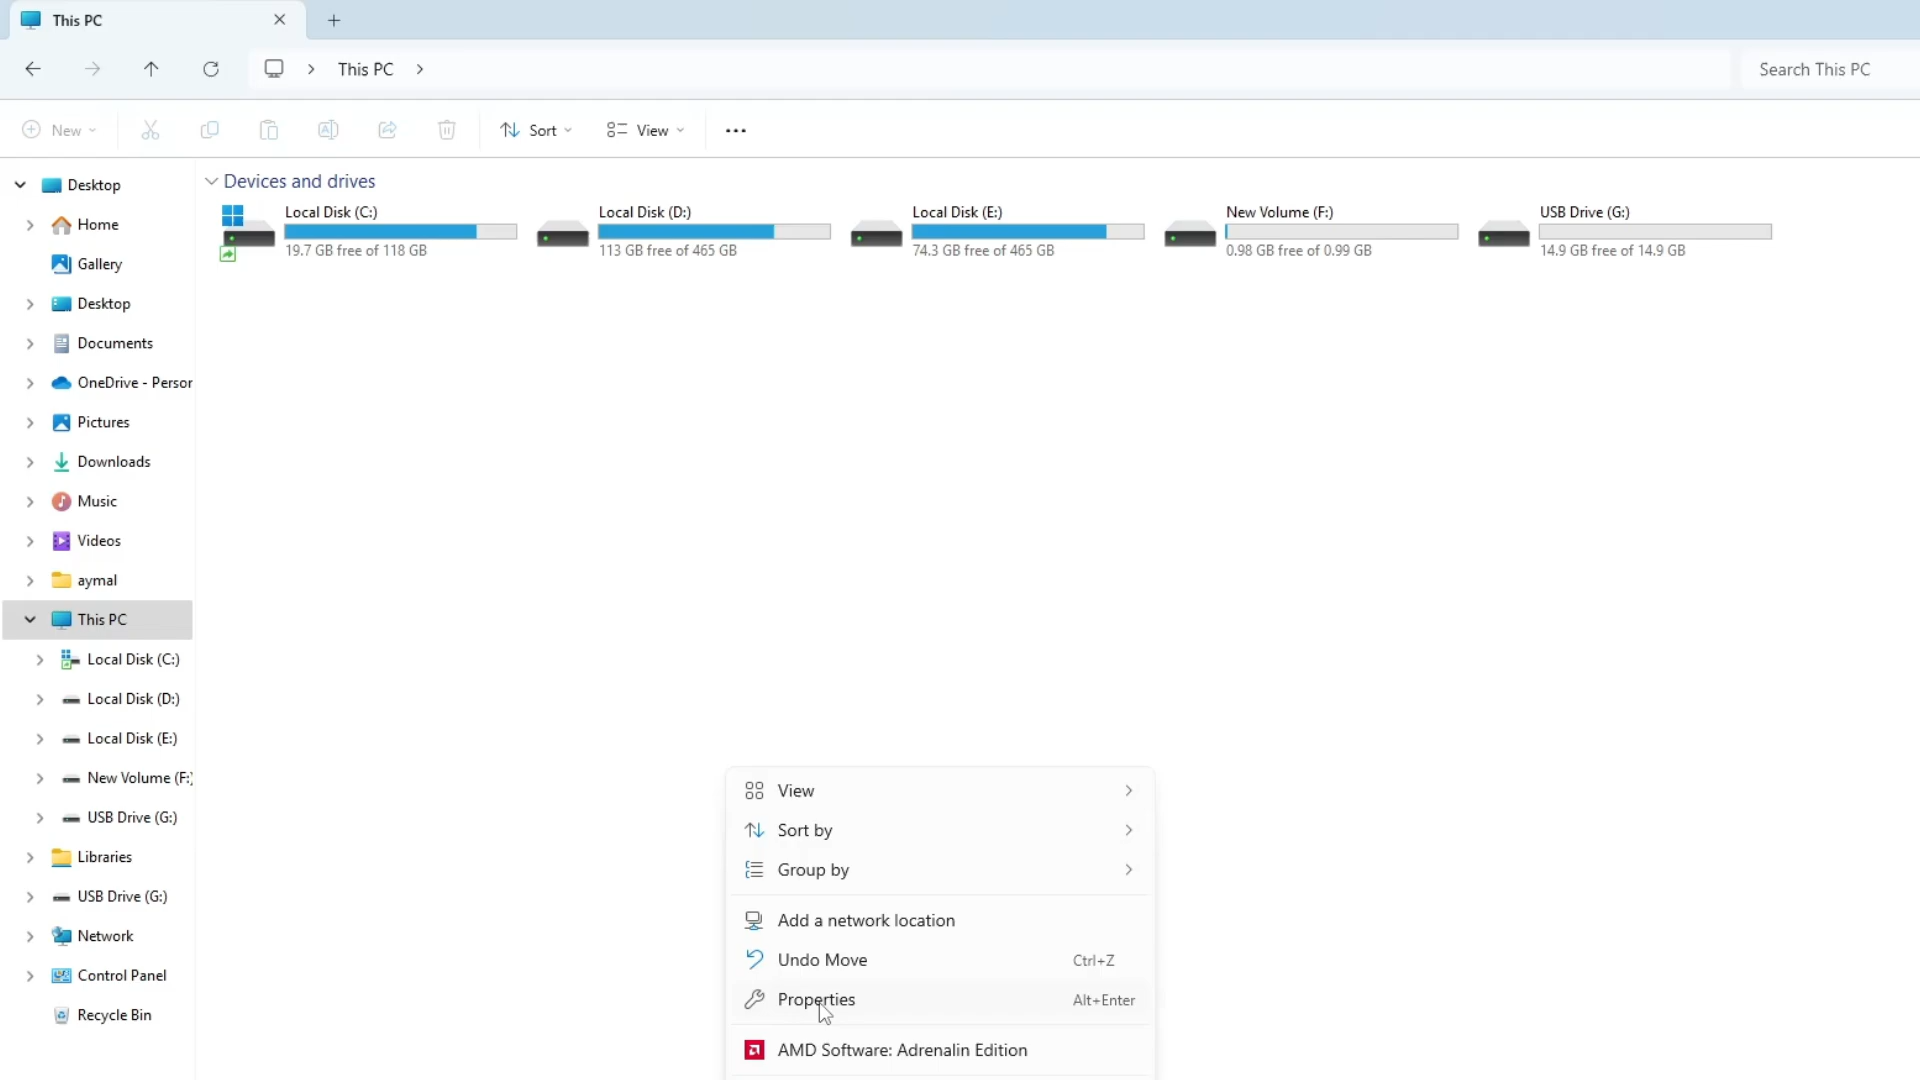 This PC
This PC
Search This PC
New
Sort
View
Desktop
Home
Gallery
Desktop
Documents
OneDrive - Person
Pictures
Downloads
Music
Videos
aymal
This PC
Local Disk (C:)
Local Disk (D:)
Local Disk (E:)
New Volume (F:)
USB Drive (G:)
Libraries
USB Drive (G:)
Network
Control Panel
Recycle Bin
Devices and drives
Local Disk (C:)
19.7 GB free of 118 GB
Local Disk (D:)
113 GB free of 465 GB
Local Disk (E:)
74.3 GB free of 465 GB
New Volume (F:)
0.98 GB free of 0.99 GB
USB Drive (G:)
14.9 GB free of 14.9 GB
View
Sort by
Group by
Add a network location
Undo Move Ctrl+Z
Properties Alt+Enter
AMD Software: Adrenalin Edition